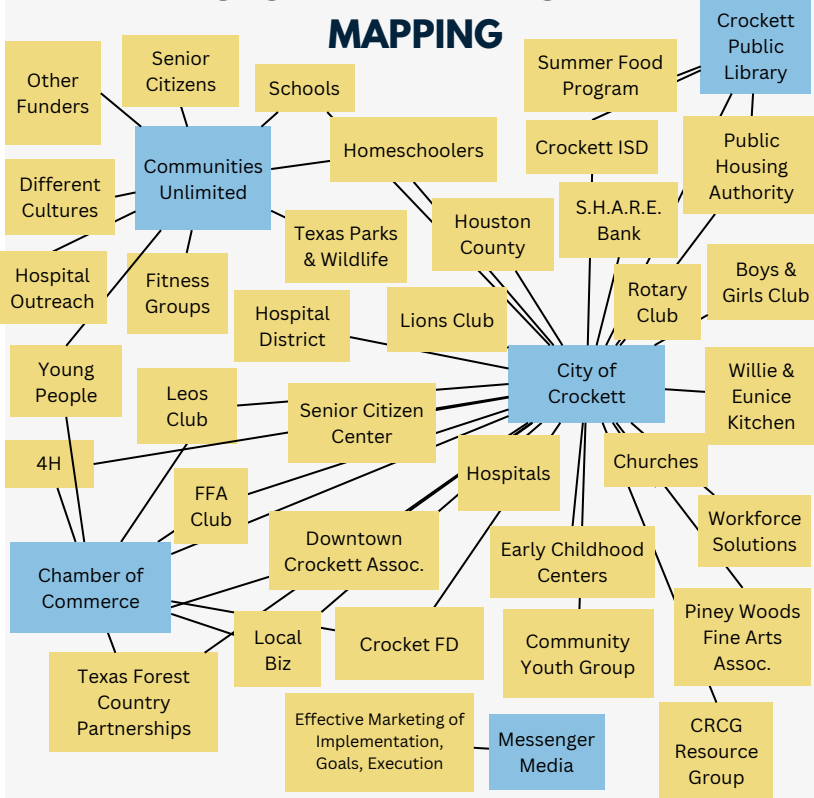 MAPPING
Crockett
Public
Library
Senior
Citizens
Summer Food
Program
Other
Funders
Schools
Homeschoolers
Crockett ISD
Public
Housing
Authority
Communities
Unlimited
Different
Cultures
Texas Parks
& Wildlife
Houston
County
S.H.A.R.E.
Bank
Hospital
Outreach
Fitness
Groups
Rotary
Club
Boys &
Girls Club
Hospital
District
Lions Club
Young
People
Leos
Club
City of
Crockett
Willie &
Eunice
Kitchen
Senior Citizen
Center
4H
Hospitals
Churches
FFA
Club
Downtown
Crockett Assoc.
Workforce
Solutions
Early Childhood
Centers
Chamber of
Commerce
Local
Biz
Crocket FD
Community
Youth Group
Piney Woods
Fine Arts
Assoc.
Texas Forest
Country
Partnerships
Effective Marketing of
Implementation,
Goals, Execution
Messenger
Media
CRCG
Resource
Group